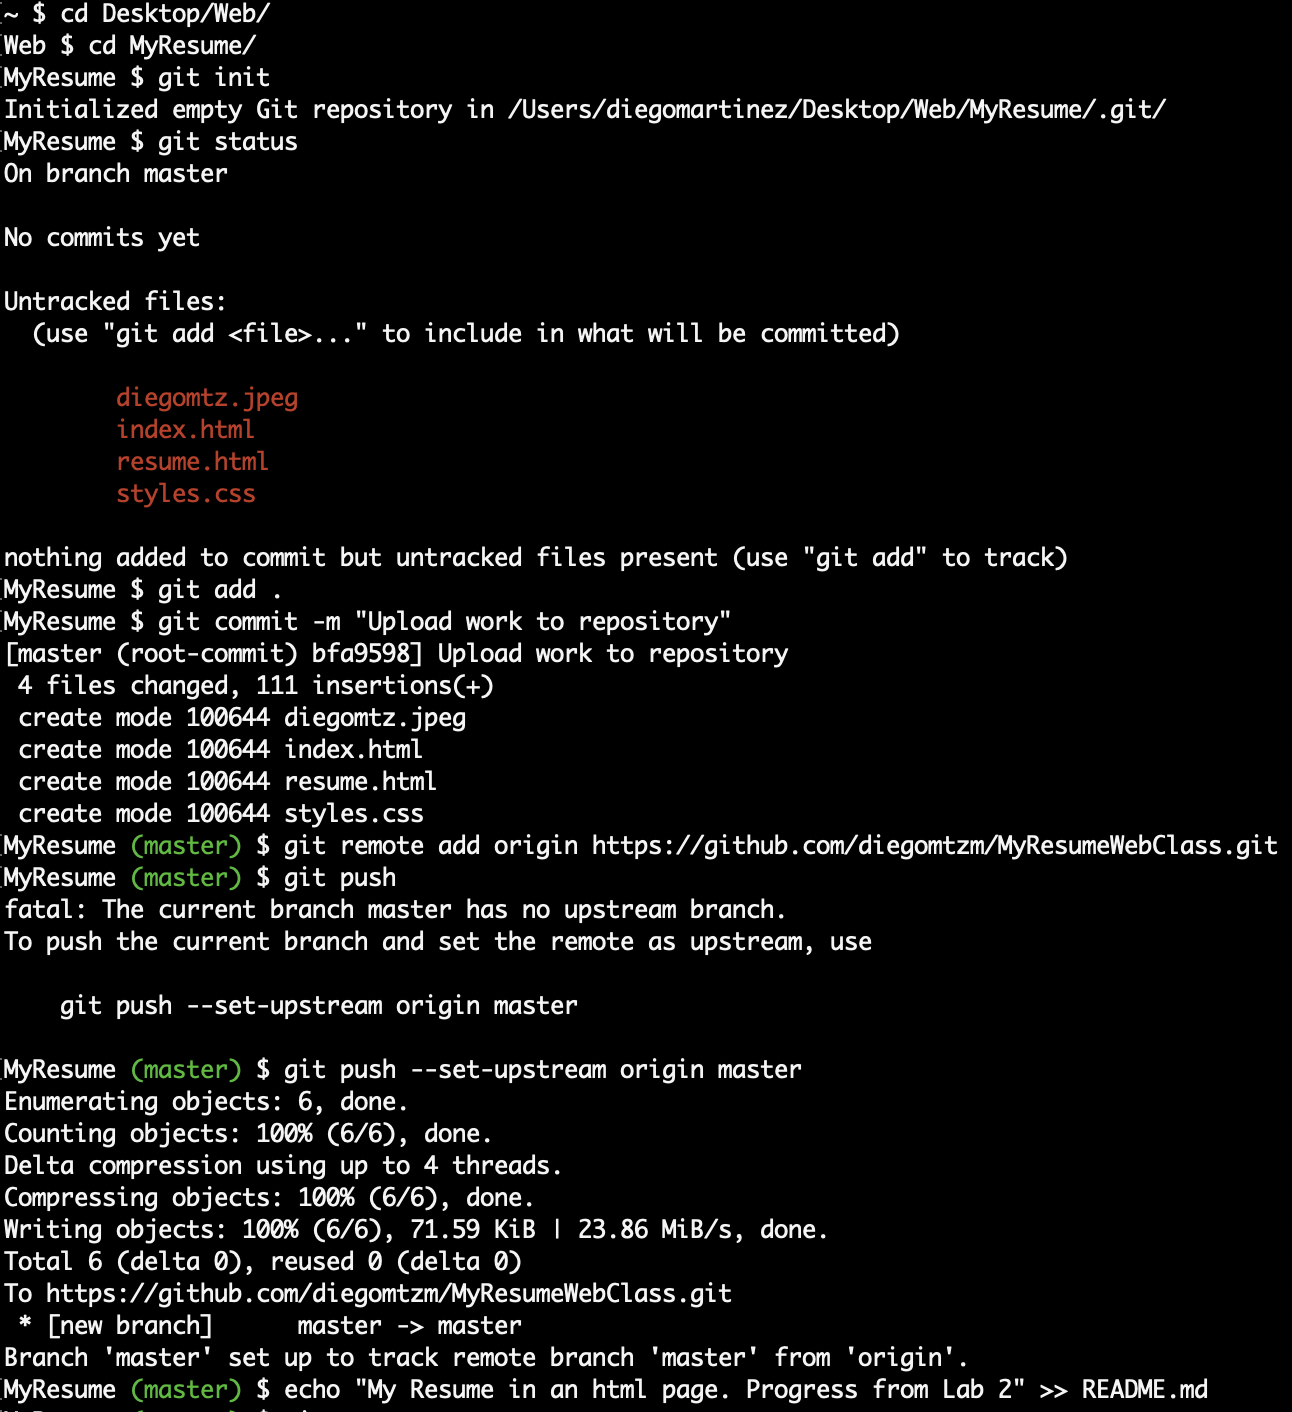 ~ $ cd Desktop/Web/
Web $ cd MyResume/
MyResume $ git init
Initialized empty Git repository in /Users/diegomartinez/Desktop/Web/MyResume/.git/
MyResume $ git status
On branch master
No commits yet
Untracked files:
(use "git add <file>..." to include in what will be committed)
diegomtz.jpeg
index.html
resume.html
styles.css
nothing added to commit but untracked files present (use "git add" to track)
MyResume $ git add .
MyResume $ git commit -m "Upload work to repository"
[master (root-commit) bfa9598] Upload work to repository
4 files changed, 111 insertions(+)
create mode 100644 diegomtz.jpeg
create mode 100644 index.html
create mode 100644 resume.html
create mode 100644 styles.css
MyResume (master) $ git remote add origin https://github.com/diegomtzm/MyResumeWebClass.git
MyResume (master) $ git push
fatal: The current branch master has no upstream branch.
To push the current branch and set the remote as upstream, use
git push --set-upstream origin master
MyResume (master) $ git push --set-upstream origin master
Enumerating objects: 6, done.
Counting objects: 100% (6/6), done.
Delta compression using up to 4 threads.
Compressing objects: 100% (6/6), done.
Writing objects: 100% (6/6), 71.59 KiB | 23.86 MiB/s, done.
Total 6 (delta 0), reused 0 (delta 0)
To https://github.com/diegomtzm/MyResumeWebClass.git
* [new branch]      master -> master
Branch 'master' set up to track remote branch 'master' from 'origin'.
MyResume (master) $ echo "My Resume in an html page. Progress from Lab 2" >> README.md